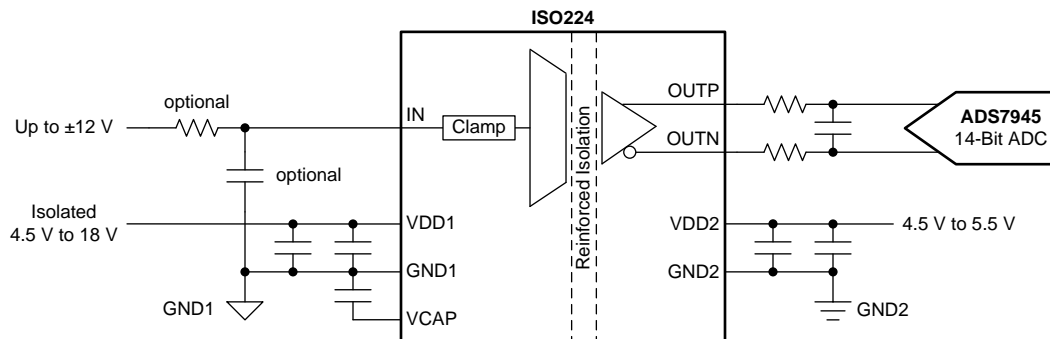 ISO224
optional
Up to ±12 V
IN
Clamp
optional
Isolated
4.5 V to 18 V
VDD1
GND1
GND1
VCAP
Reinforced Isolation
OUTP
OUTN
ADS7945
14-Bit ADC
VDD2
4.5 V to 5.5 V
GND2
GND2